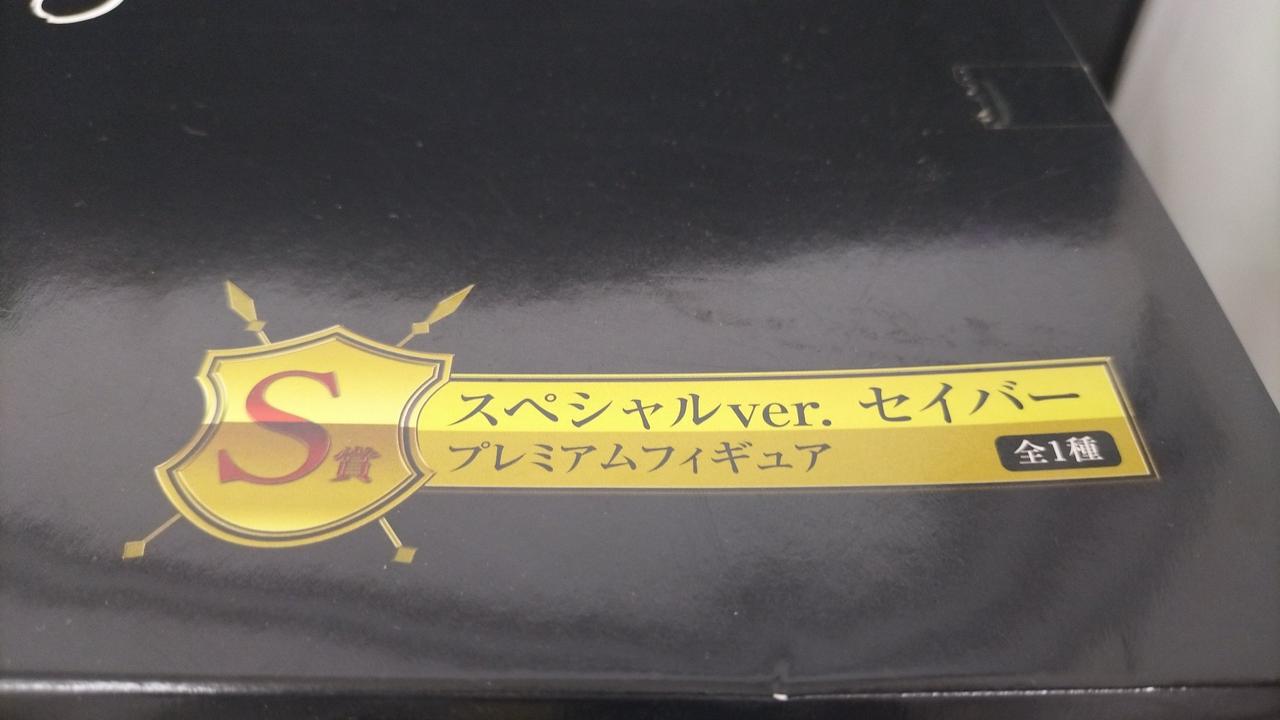 S賞
スペシャルver. セイバー
プレミアムフィギュア
全1種